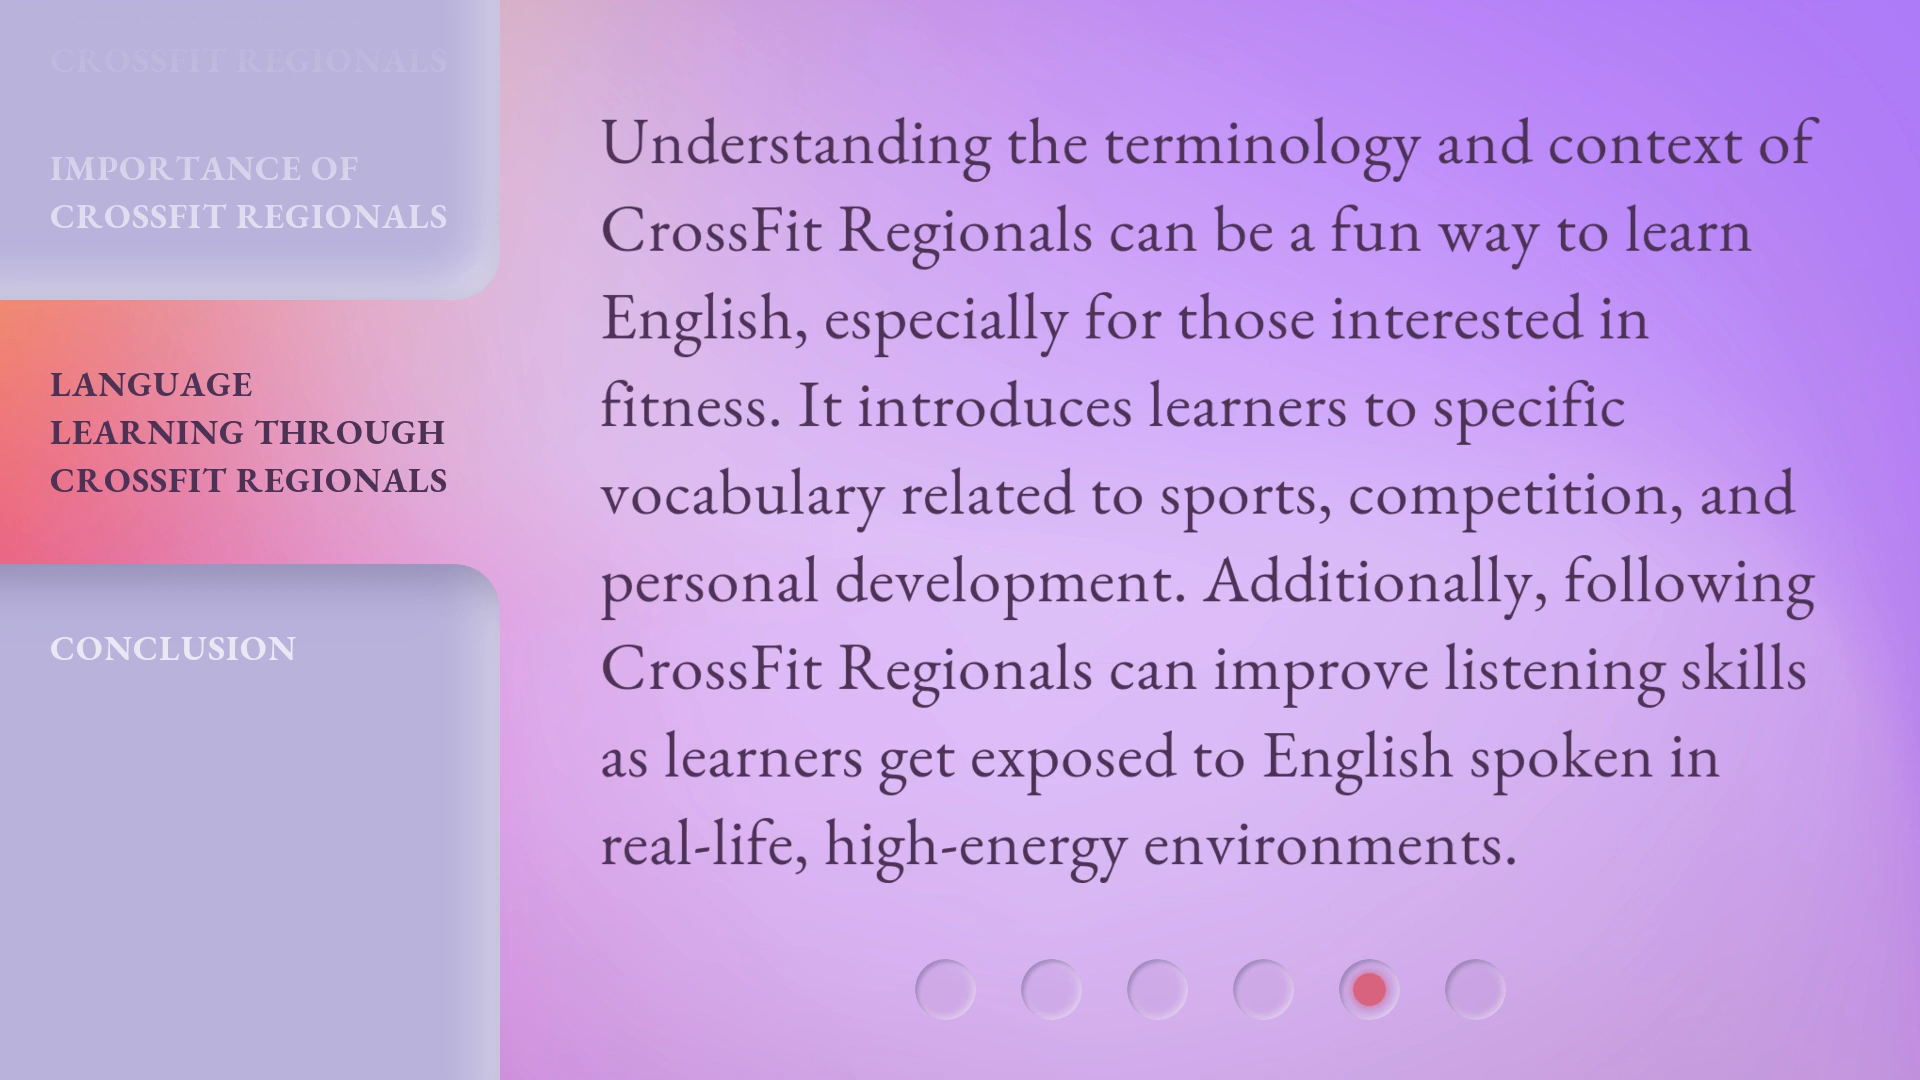 CROSSFIT REGIONALS
IMPORTANCE OF
CROSSFIT REGIONALS
LANGUAGE
LEARNING THROUGH
CROSSFIT REGIONALS
CONCLUSION
Understanding the terminology and context of
CrossFit Regionals can be a fun way to learn
English, especially for those interested in
fitness. It introduces learners to specific
vocabulary related to sports, competition, and
personal development. Additionally, following
CrossFit Regionals can improve listening skills
as learners get exposed to English spoken in
real-life, high-energy environments.